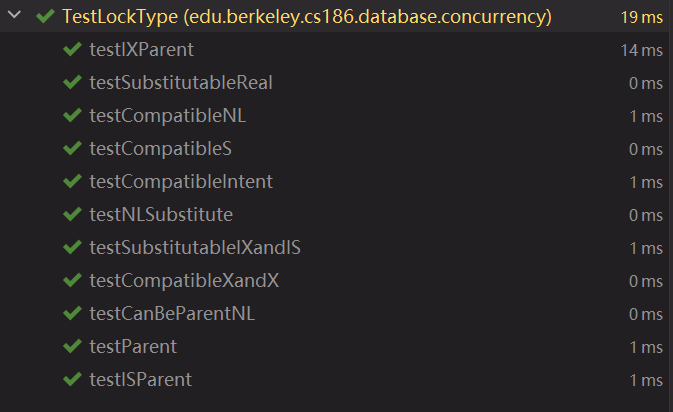 TestLockType (edu.berkeley.cs186.database.concurrency) 19 ms
testIXParent 14 ms
testSubstitutableReal 0 ms
testCompatibleNL 1 ms
testCompatibleS 0 ms
testCompatibleIntent 1 ms
testNLSubstitute 0 ms
testSubstitutableIXandIS 1 ms
testCompatibleXandX 0 ms
testCanBeParentNL 0 ms
testParent 1 ms
testISParent 1 ms